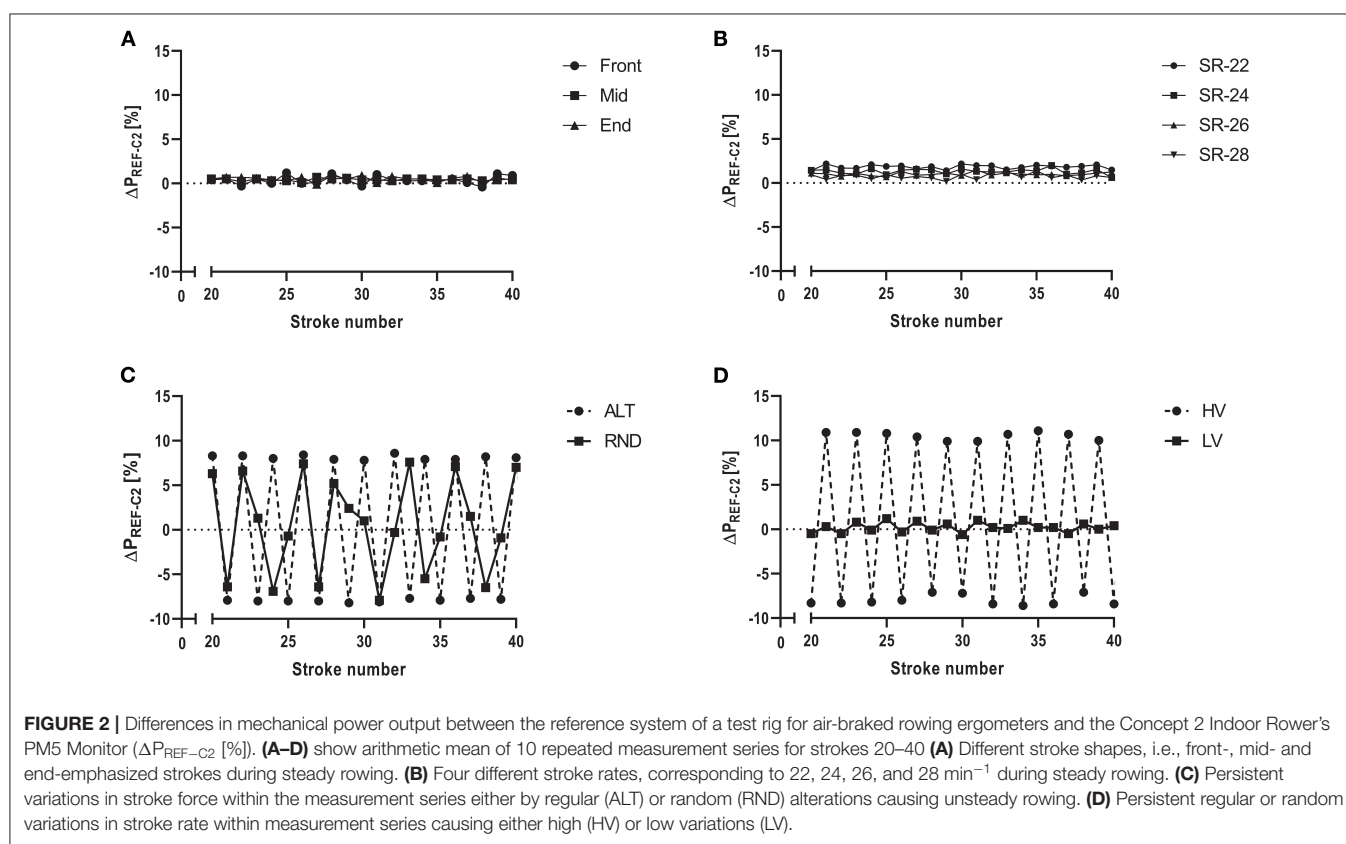 A
15
10
5
0
-5
-10
ΔPREF-C2 [%]
0
20
25
30
35
40
Stroke number
Front
Mid
End
B
15
10
5
0
-5
-10
ΔPREF-C2 [%]
0
20
25
30
35
40
Stroke number
SR-22
SR-24
SR-26
SR-28
C
15
10
5
0
-5
-10
ΔPREF-C2 [%]
0
20
25
30
35
40
Stroke number
ALT
RND
D
15
10
5
0
-5
-10
ΔPREF-C2 [%]
0
20
25
30
35
40
Stroke number
HV
LV
FIGURE 2 | Differences in mechanical power output between the reference system of a test rig for air-braked rowing ergometers and the Concept 2 Indoor Rower's
PM5 Monitor (ΔPREF−C2 [%]). (A–D) show arithmetic mean of 10 repeated measurement series for strokes 20–40 (A) Different stroke shapes, i.e., front-, mid- and
end-emphasized strokes during steady rowing. (B) Four different stroke rates, corresponding to 22, 24, 26, and 28 min−1 during steady rowing. (C) Persistent
variations in stroke force within the measurement series either by regular (ALT) or random (RND) alterations causing unsteady rowing. (D) Persistent regular or random
variations in stroke rate within measurement series causing either high (HV) or low variations (LV).